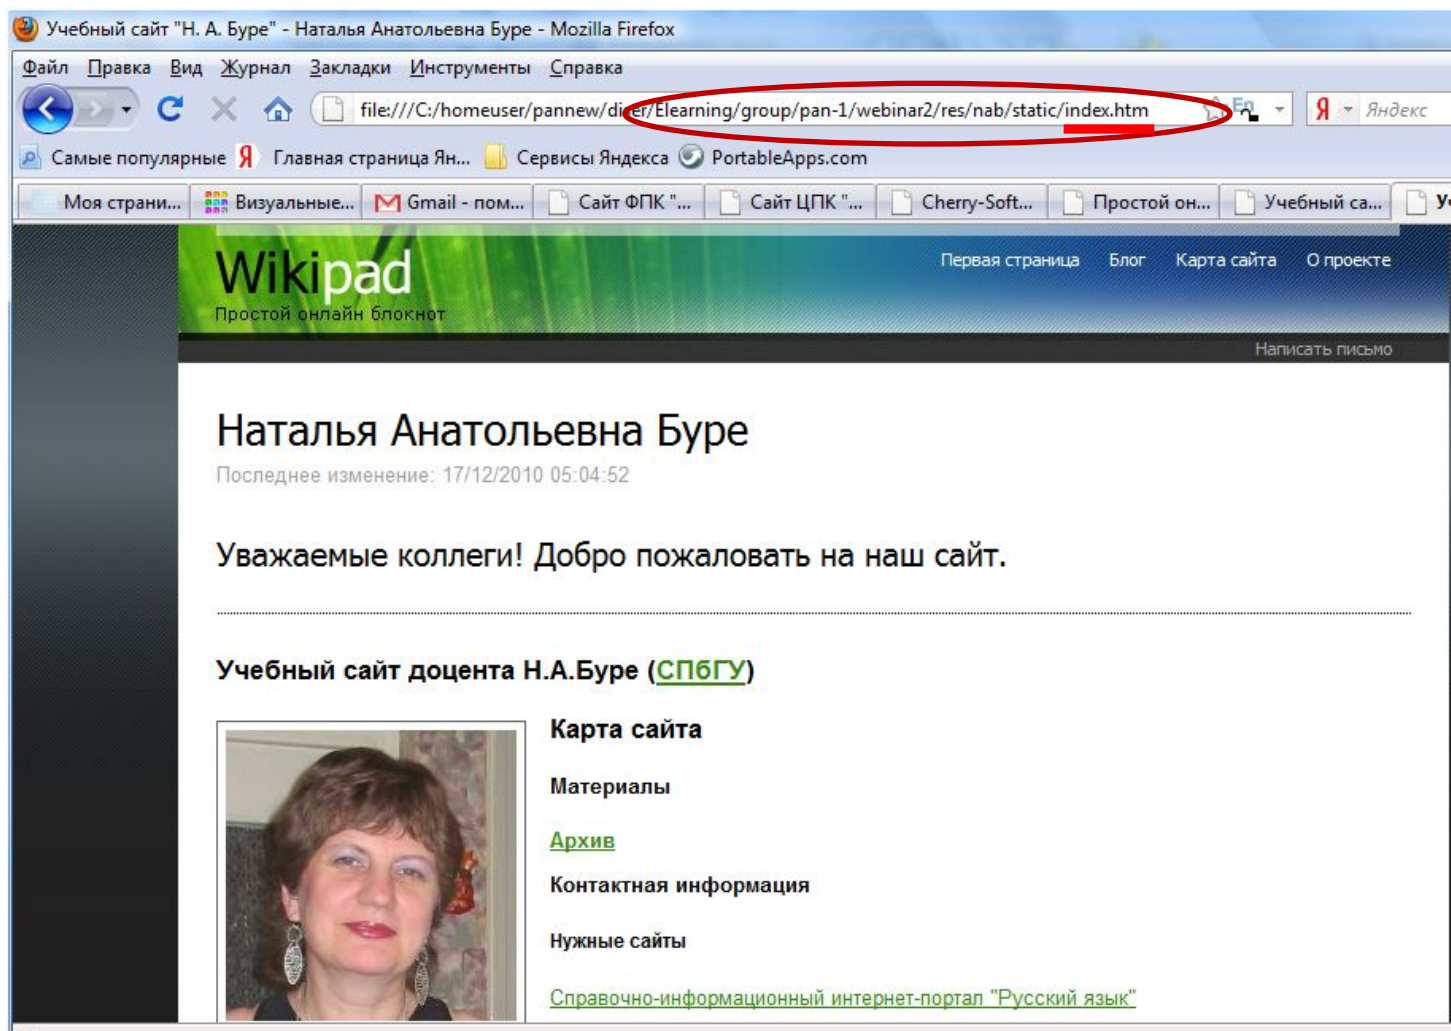 Учебный сайт "Н. А. Буре" - Наталья Анатольевна Буре - Mozilla Firefox
Файл Правка Вид Журнал Закладки Инструменты Справка
file:///C:/homeuser/pannew/diger/Elearning/group/pan-1/webinar2/res/nab/static/index.htm Я Яндекс
Самые популярные Я Главная страница Ян... Сервисы Яндекса PortableApps.com
Моя страни... Визуальные... Gmail - пом... Сайт ФПК "... Сайт ЦПК "... Cherry-Soft... Простой он... Учебный са...
Wikipad
Первая страница Блог Карта сайта О проекте
Простой онлайн блокнот
Написать письмо
Наталья Анатольевна Буре
Последнее изменение: 17/12/2010 05:04:52
Уважаемые коллеги! Добро пожаловать на наш сайт.
Учебный сайт доцента Н.А.Буре (СПбГУ)
Карта сайта
Материалы
Архив
Контактная информация
Нужные сайты
Справочно-информационный интернет-портал "Русский язык"